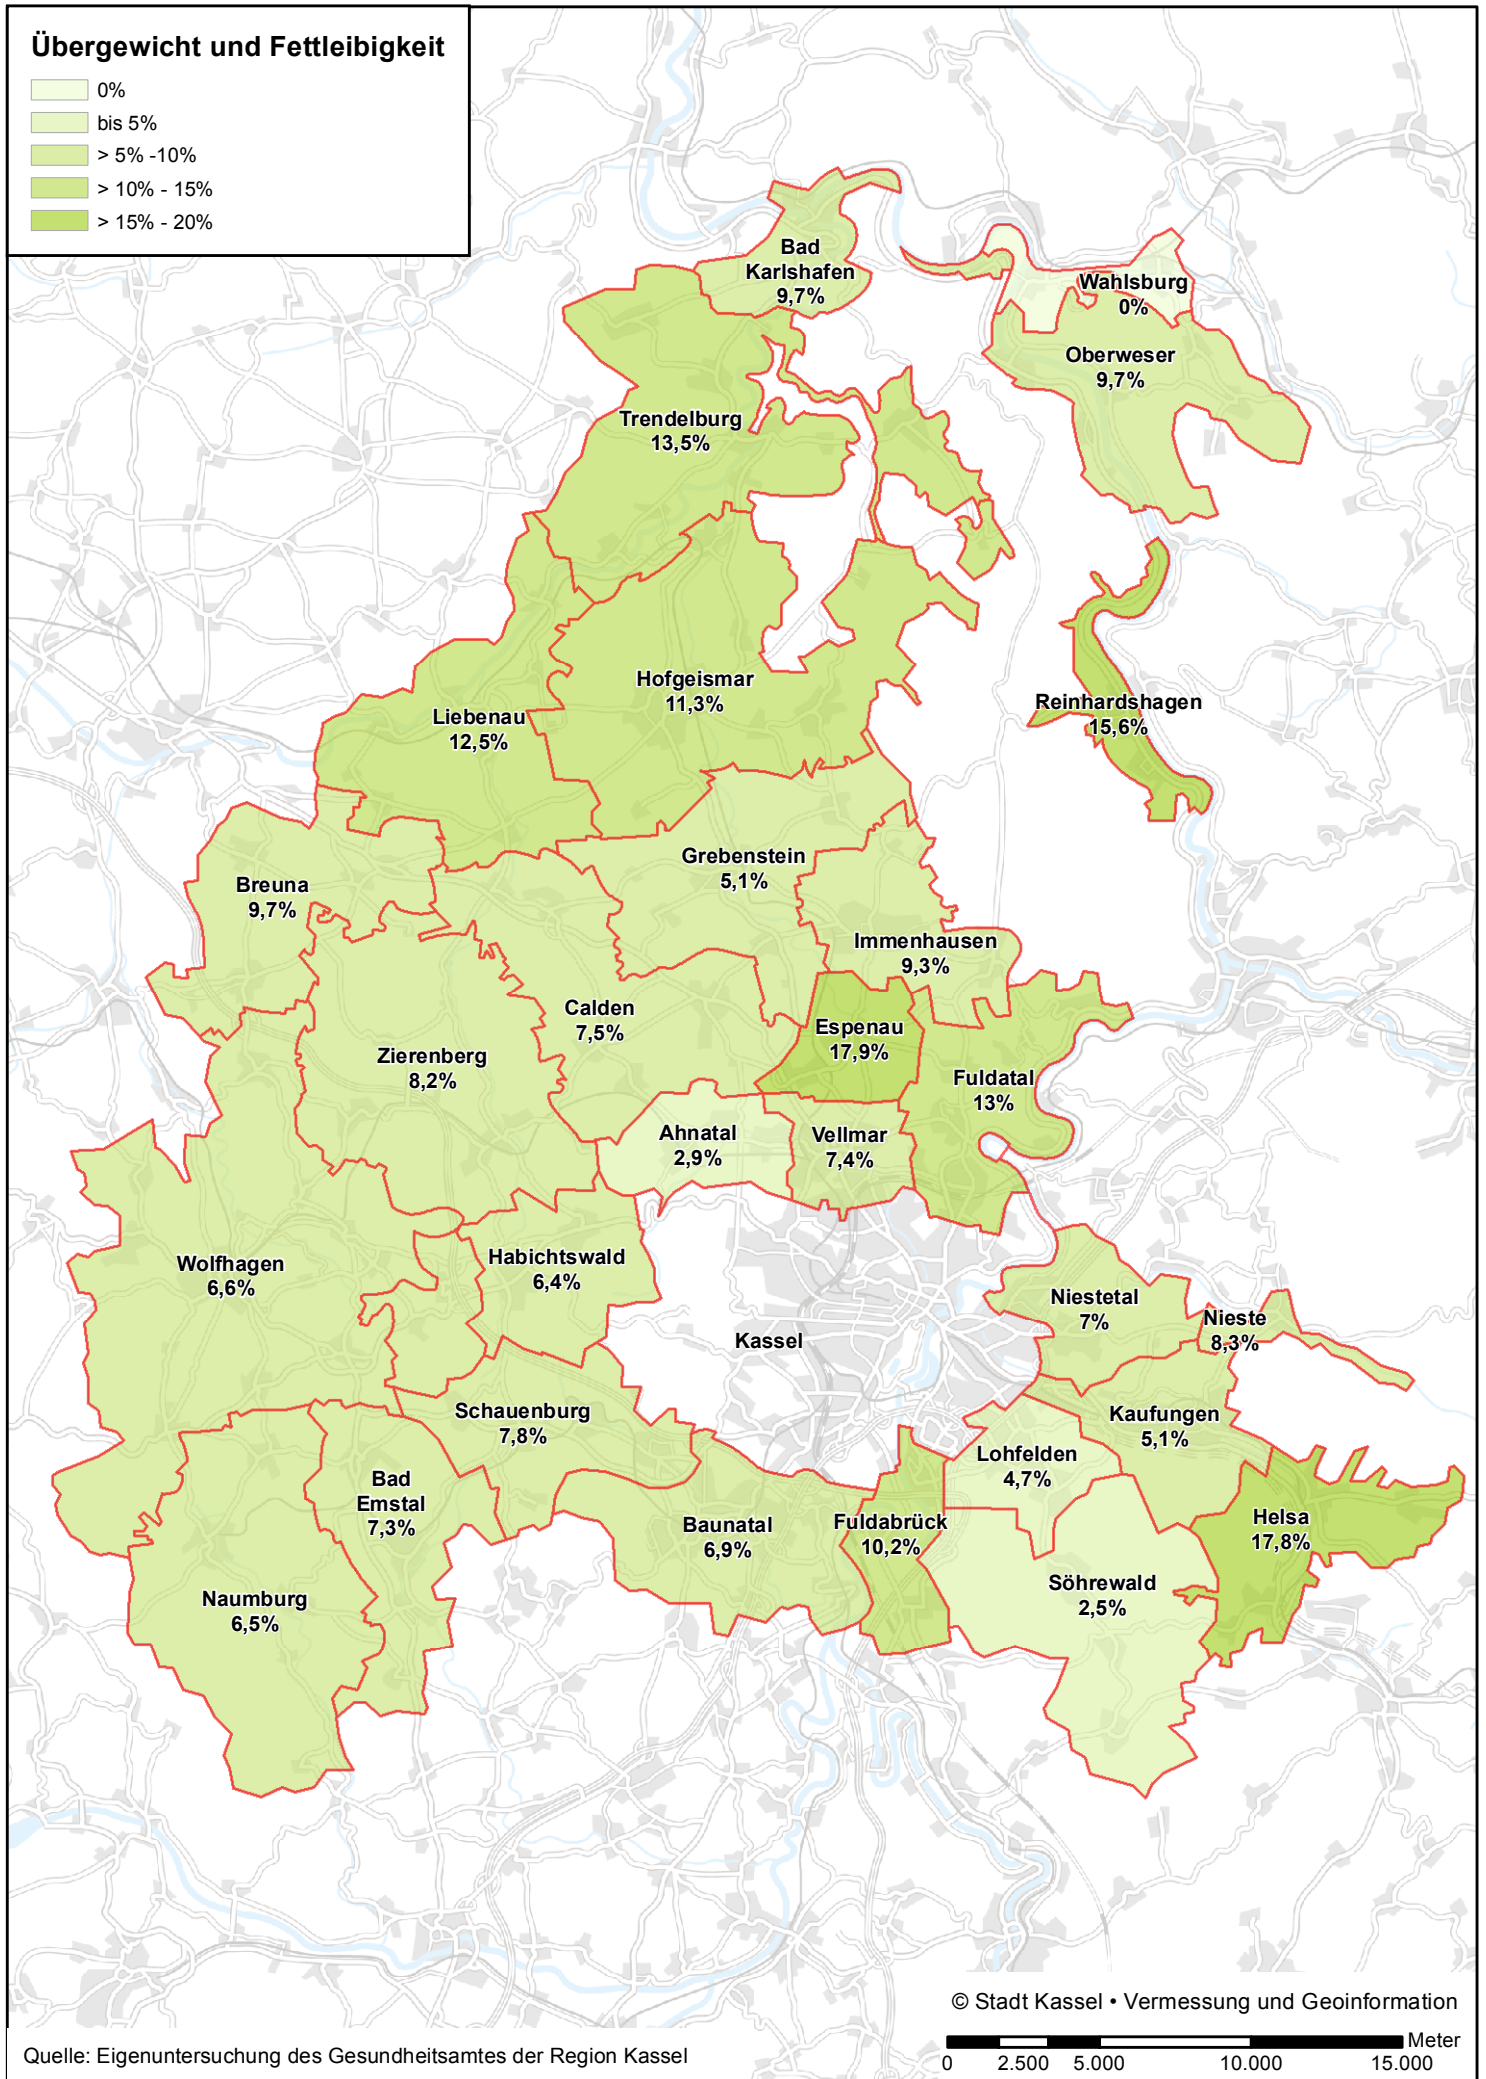 Übergewicht und Fettleibigkeit
0%
bis 5%
> 5% -10%
> 10% - 15%
> 15% - 20%
Bad
Karlshafen
9,7%
Wahlsburg
0%
Oberweser
9,7%
Trendelburg
13,5%
Hofgeismar
11,3%
Liebenau
12,5%
Reinhardshagen
15,6%
Grebenstein
5,1%
Breuna
9,7%
Immenhausen
9,3%
Calden
7,5%
Espenau
17,9%
Zierenberg
8,2%
Fuldatal
13%
Ahnatal
2,9%
Vellmar
7,4%
Wolfhagen
6,6%
Habichtswald
6,4%
Niestetal
7%
Nieste
8,3%
Kassel
Schauenburg
7,8%
Kaufungen
5,1%
Lohfelden
4,7%
Bad
Emstal
7,3%
Baunatal
6,9%
Fuldabrück
10,2%
Helsa
17,8%
Söhrewald
2,5%
Naumburg
6,5%
© Stadt Kassel • Vermessung und Geoinformation
Quelle: Eigenuntersuchung des Gesundheitsamtes der Region Kassel
Meter
0 2.500 5.000 10.000 15.000